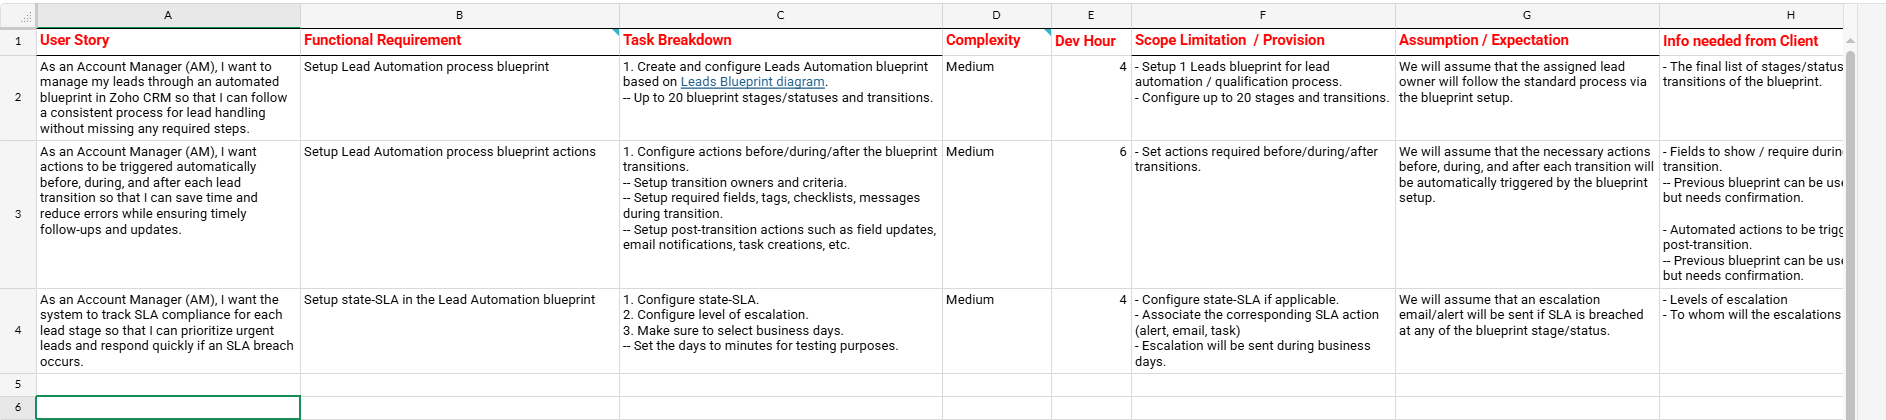 A B C D E F G H
1 User Story Functional Requirement Task Breakdown Complexity Dev Hour Scope Limitation / Provision Assumption / Expectation Info needed from Client
2
As an Account Manager (AM), I want to
manage my leads through an automated
blueprint in Zoho CRM so that I can follow
a consistent process for lead handling
without missing any required steps.
Setup Lead Automation process blueprint
1. Create and configure Leads Automation blueprint
based on Leads Blueprint diagram.
-- Up to 20 blueprint stages/statuses and transitions.
Medium
4
- Setup 1 Leads blueprint for lead
automation / qualification process.
- Configure up to 20 stages and transitions.
We will assume that the assigned lead
owner will follow the standard process via
the blueprint setup.
- The final list of stages/status
transitions of the blueprint.
3
As an Account Manager (AM), I want
actions to be triggered automatically
before, during, and after each lead
transition so that I can save time and
reduce errors while ensuring timely
follow-ups and updates.
Setup Lead Automation process blueprint actions
1. Configure actions before/during/after the blueprint
transitions.
-- Setup transition owners and criteria.
-- Setup required fields, tags, checklists, messages
during transition.
-- Setup post-transition actions such as field updates,
email notifications, task creations, etc.
Medium
6
- Set actions required before/during/after
transitions.
We will assume that the necessary actions
before, during, and after each transition will
be automatically triggered by the blueprint
setup.
- Fields to show / require
transition.
-- Previous blueprint can be
but needs confirmation.
- Automated actions to be
post-transition.
-- Previous blueprint can be
but needs confirmation.
4
As an Account Manager (AM), I want the
system to track SLA compliance for each
lead stage so that I can prioritize urgent
leads and respond quickly if an SLA breach
occurs.
Setup state-SLA in the Lead Automation blueprint
1. Configure state-SLA.
2. Configure level of escalation.
3. Make sure to select business days.
-- Set the days to minutes for testing purposes.
Medium
4
- Configure state-SLA if applicable.
- Associate the corresponding SLA action
(alert, email, task)
- Escalation will be sent during business
days.
We will assume that an escalation
email/alert will be sent if SLA is breached
at any of the blueprint stage/status.
- Levels of escalation
- To whom will the escalations
5
6